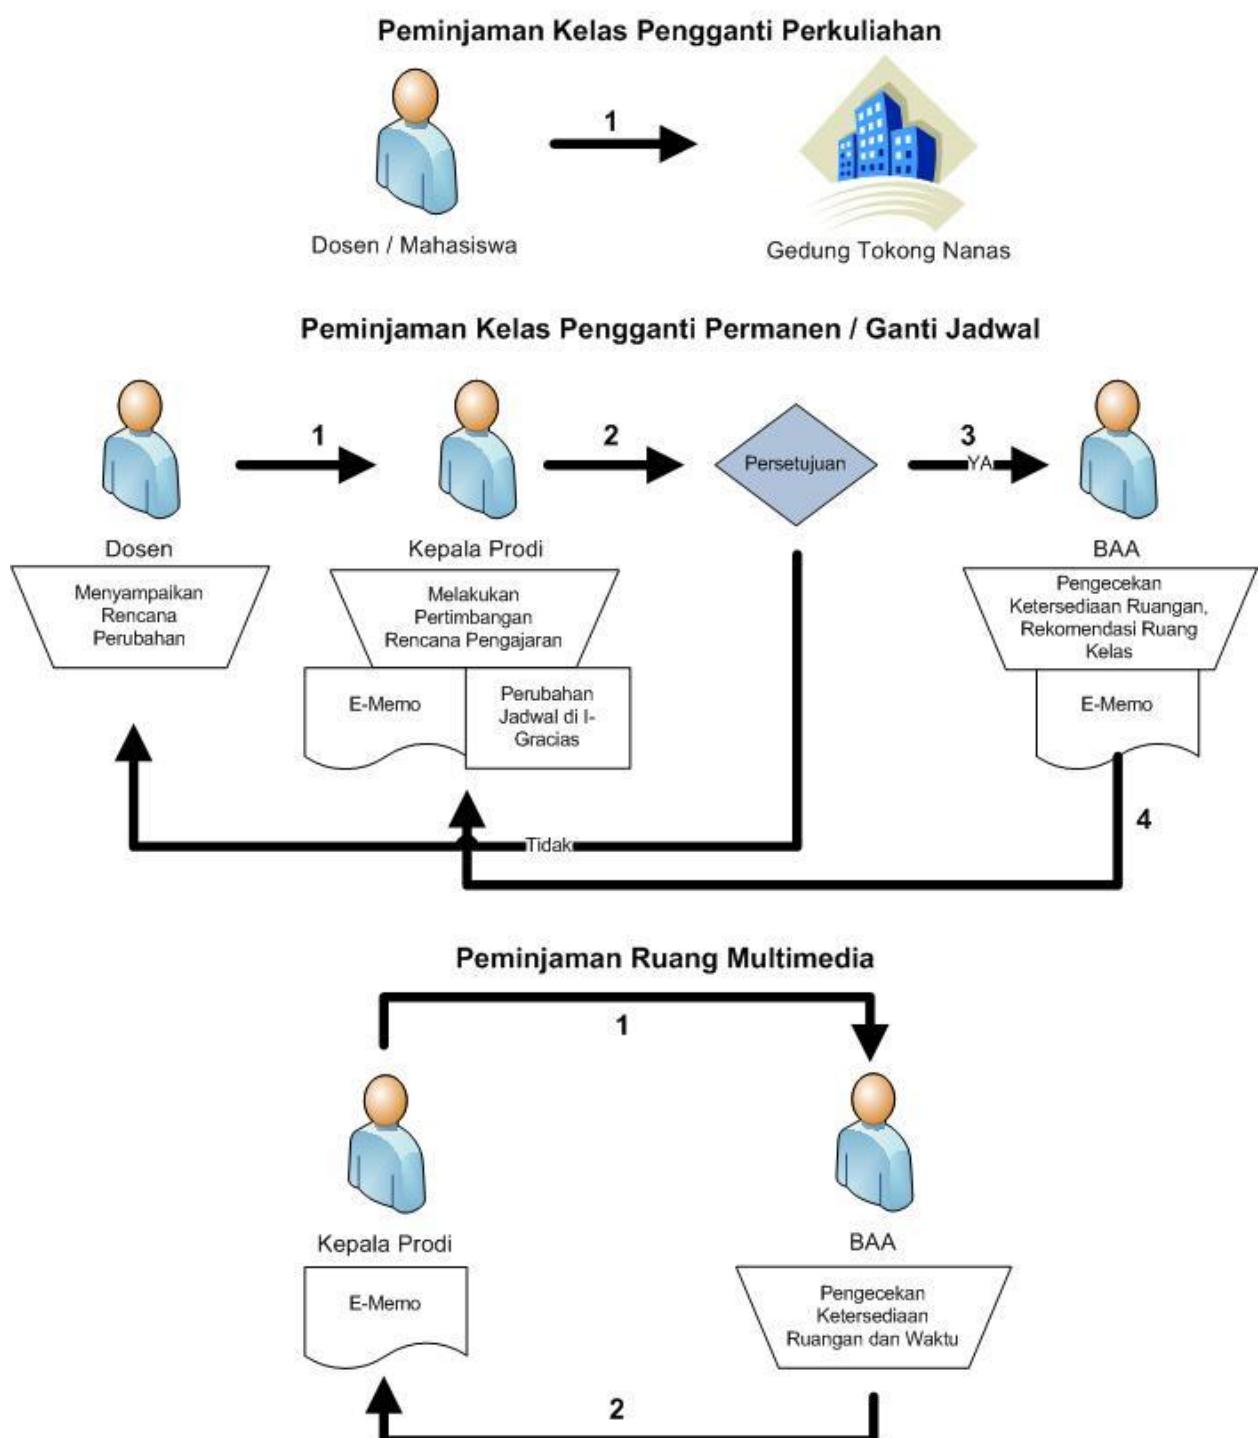 Peminjaman Kelas Pengganti Perkuliahan
1
Dosen / Mahasiswa
Gedung Tokong Nanas
Peminjaman Kelas Pengganti Permanen / Ganti Jadwal
1
2
3
Persetujuan
YA
Dosen
Kepala Prodi
BAA
Menyampaikan
Rencana
Perubahan
Melakukan
Pertimbangan
Rencana Pengajaran
Pengecekan
Ketersediaan Ruangan,
Rekomendasi Ruang
Kelas
E-Memo
Perubahan
Jadwal di I-
Gracias
E-Memo
Tidak
4
Peminjaman Ruang Multimedia
1
Kepala Prodi
BAA
E-Memo
Pengecekan
Ketersediaan
Ruangan dan Waktu
2